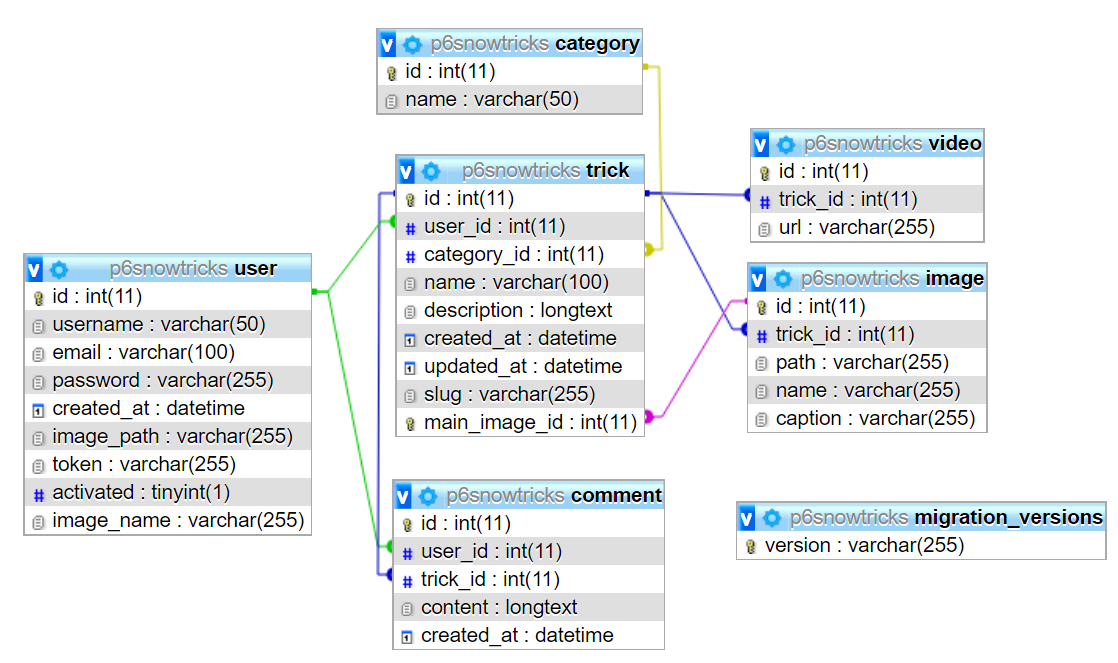 p6snowtricks category
id : int(11)
name : varchar(50)
p6snowtricks trick
id : int(11)
user_id : int(11)
category_id : int(11)
name : varchar(100)
description : longtext
created_at : datetime
updated_at : datetime
slug : varchar(255)
main_image_id : int(11)
p6snowtricks video
id : int(11)
trick_id : int(11)
url : varchar(255)
p6snowtricks user
id : int(11)
username : varchar(50)
email : varchar(100)
password : varchar(255)
created_at : datetime
image_path : varchar(255)
token : varchar(255)
activated : tinyint(1)
image_name : varchar(255)
p6snowtricks image
id : int(11)
trick_id : int(11)
path : varchar(255)
name : varchar(255)
caption : varchar(255)
p6snowtricks comment
id : int(11)
user_id : int(11)
trick_id : int(11)
content : longtext
created_at : datetime
p6snowtricks migration_versions
version : varchar(255)